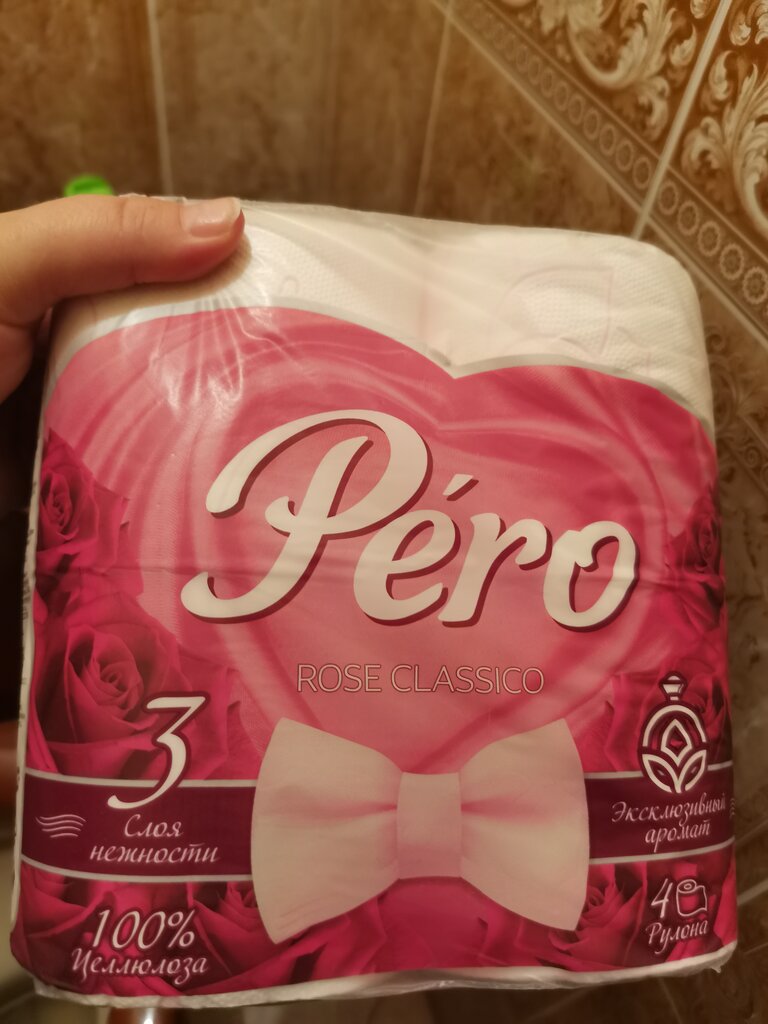 Péro
ROSE CLASSICO
3
Слоя
нежности
Эксклюзивный
аромат
100%
Целлюлоза
4
Рулона